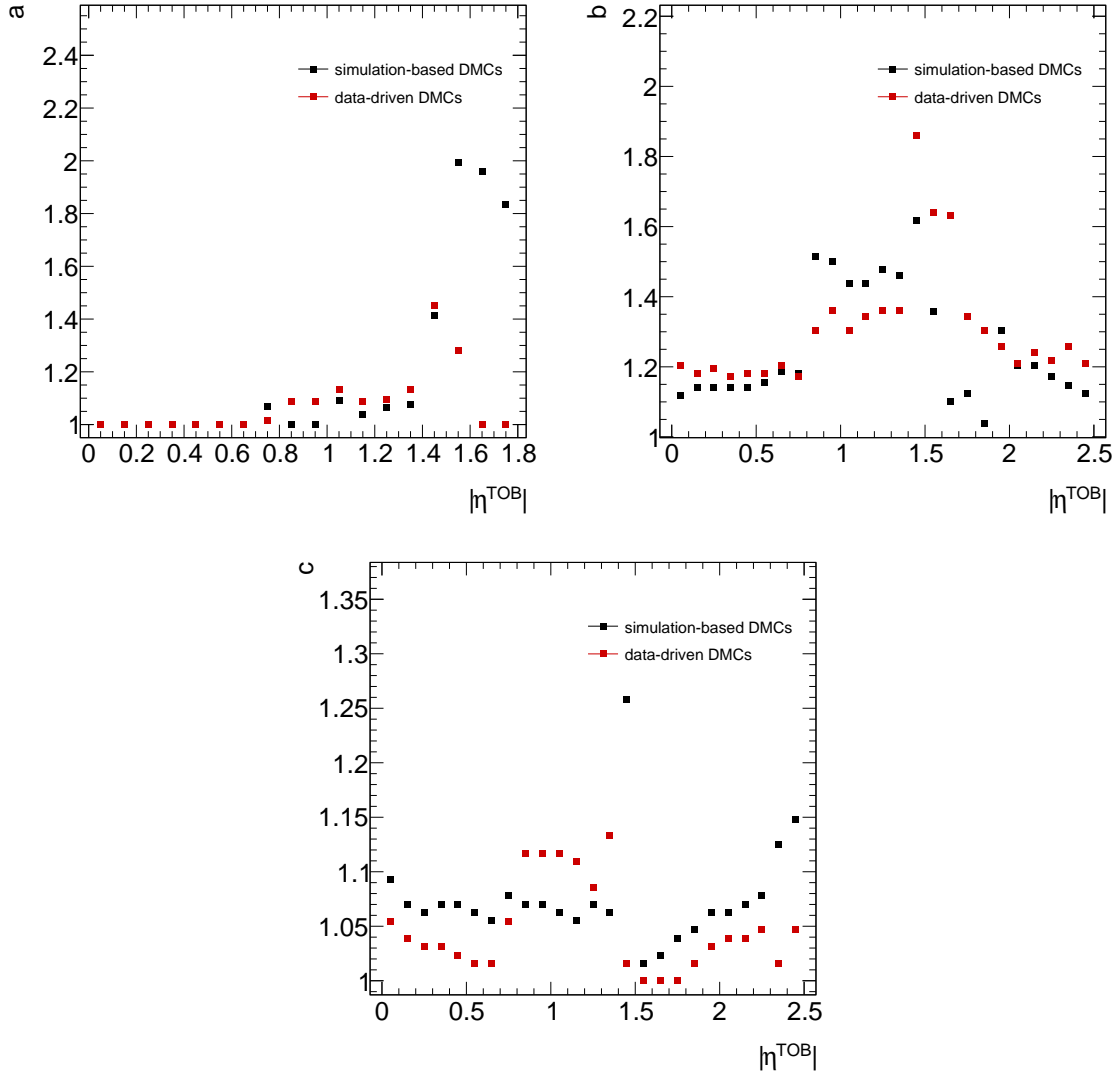 a
2.4
2.2
2
1.8
1.6
1.4
1.2
1
0 0.2 0.4 0.6 0.8 1 1.2 1.4 1.6 1.8
|η^TOB|
simulation-based DMCs
data-driven DMCs
b
2.2
2
1.8
1.6
1.4
1.2
1
0 0.5 1 1.5 2 2.5
|η^TOB|
simulation-based DMCs
data-driven DMCs
c
1.35
1.3
1.25
1.2
1.15
1.1
1.05
1
0 0.5 1 1.5 2 2.5
|η^TOB|
simulation-based DMCs
data-driven DMCs